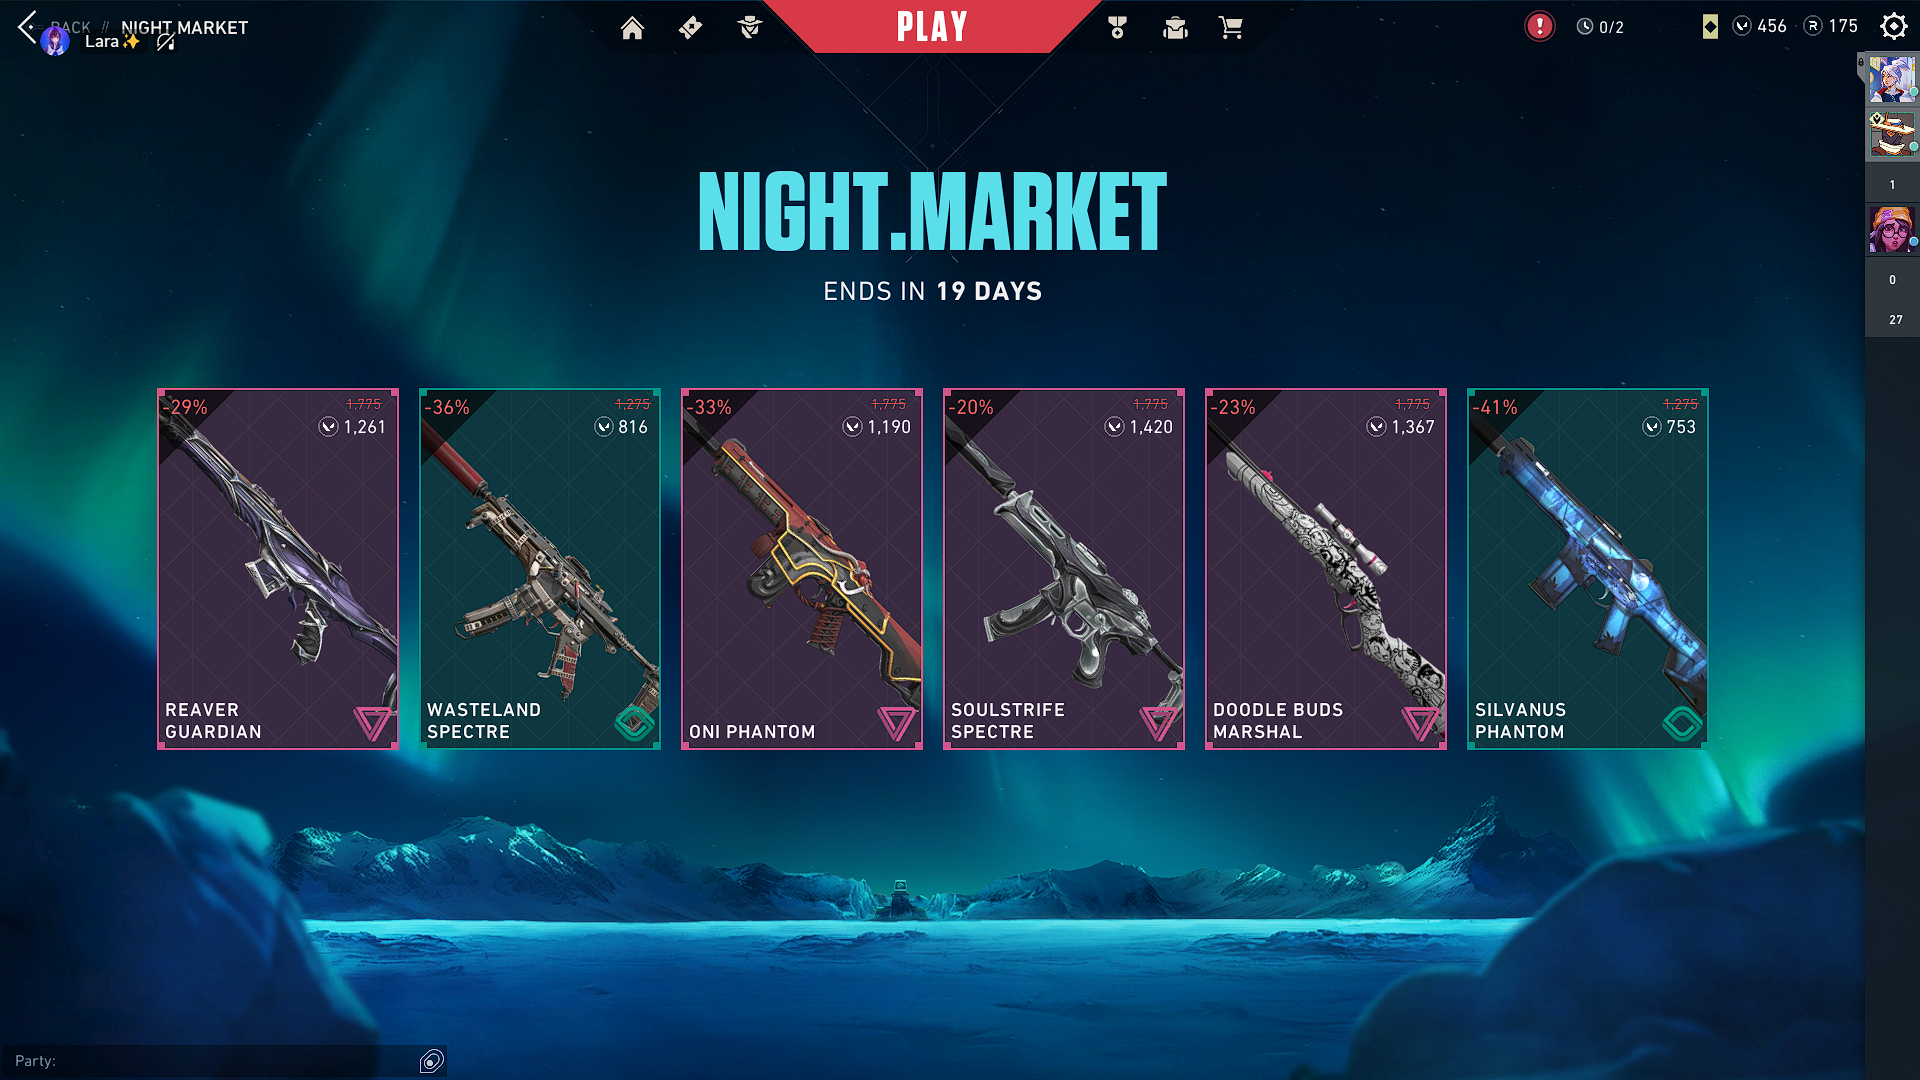 BACK // NIGHT.MARKET
Lara✨
PLAY
0/2
456
R 175
1
0
27
NIGHT.MARKET
ENDS IN 19 DAYS
-29%
1,775
1,261
REAVER
GUARDIAN
-36%
1,275
816
WASTELAND
SPECTRE
-33%
1,775
1,190
ONI PHANTOM
-20%
1,775
1,420
SOULSTRIFE
SPECTRE
-23%
1,775
1,367
DOODLE BUDS
MARSHAL
-41%
1,275
753
SILVANUS
PHANTOM
Party: